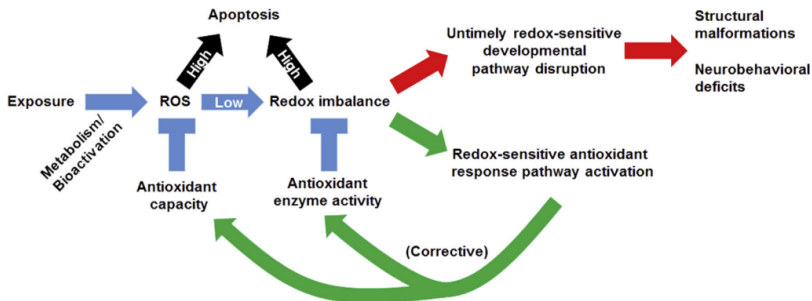 Apoptosis
Structural
malformations
Neurobehavioral
deficits
Untimely redox-sensitive
developmental
pathway disruption
High
High
Exposure
Metabolism/
Bioactivation
ROS
Low
Redox imbalance
Redox-sensitive antioxidant
response pathway activation
Antioxidant
capacity
Antioxidant
enzyme activity
(Corrective)